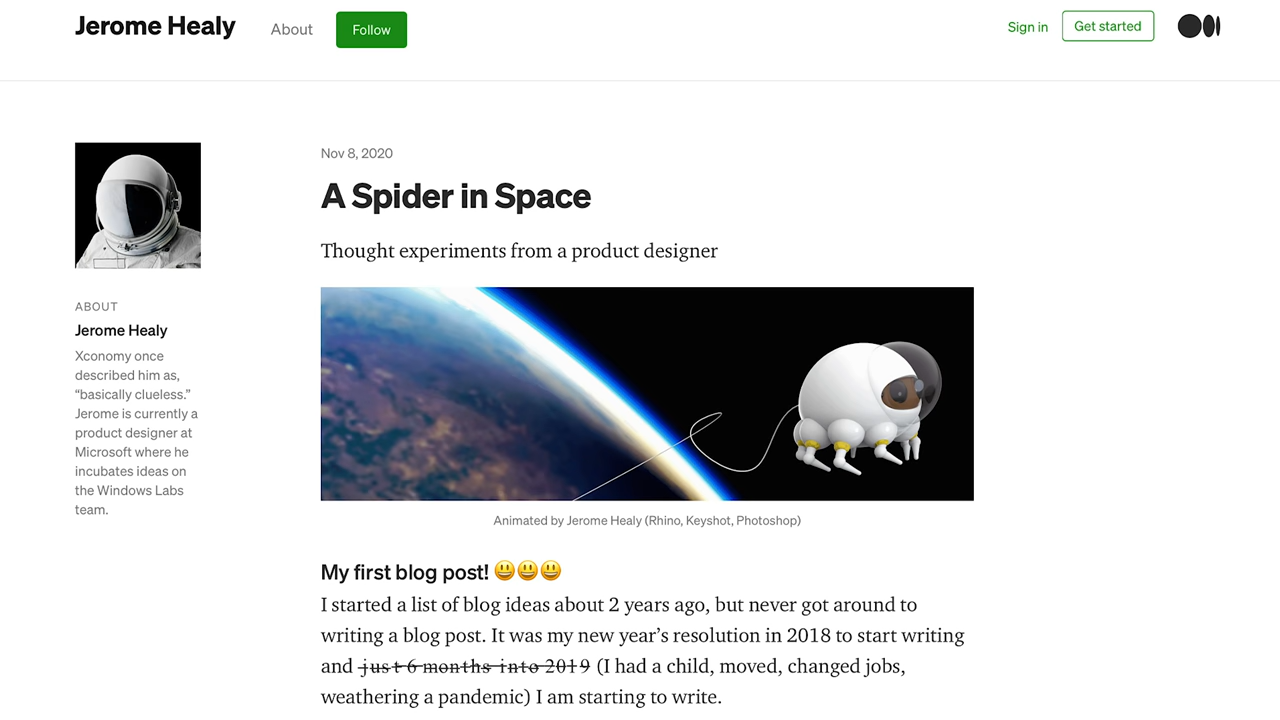 Jerome Healy
About
Follow
Sign in
Get started
Nov 8, 2020
A Spider in Space
Thought experiments from a product designer
Animated by Jerome Healy (Rhino, Keyshot, Photoshop)
ABOUT
Jerome Healy
Xconomy once
described him as,
“basically clueless.”
Jerome is currently a
product designer at
Microsoft where he
incubates ideas on
the Windows Labs
team.
My first blog post! 😃😃😃
I started a list of blog ideas about 2 years ago, but never got around to
writing a blog post. It was my new year’s resolution in 2018 to start writing
and just 6 months into 2019 (I had a child, moved, changed jobs,
weathering a pandemic) I am starting to write.